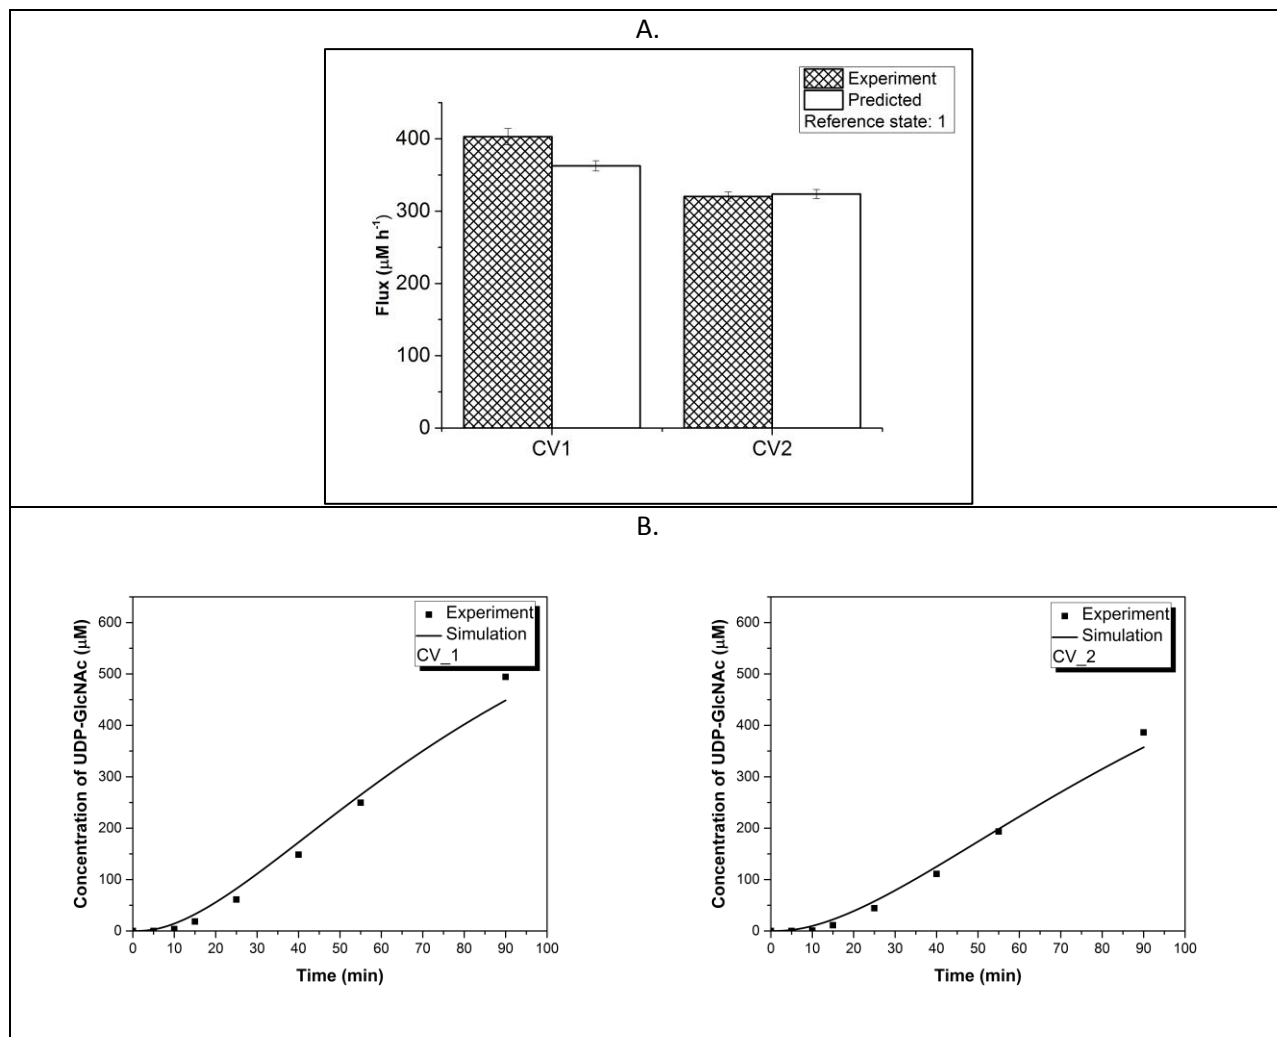 A.
Experiment
Predicted
Reference state: 1
Flux (μM h⁻¹)
400
300
200
100
0
CV1
CV2
B.
Concentration of UDP-GlcNAc (μM)
600
500
400
300
200
100
0
Experiment
Simulation
CV_1
0 10 20 30 40 50 60 70 80 90 100
Time (min)
Concentration of UDP-GlcNAc (μM)
600
500
400
300
200
100
0
Experiment
Simulation
CV_2
0 10 20 30 40 50 60 70 80 90 100
Time (min)